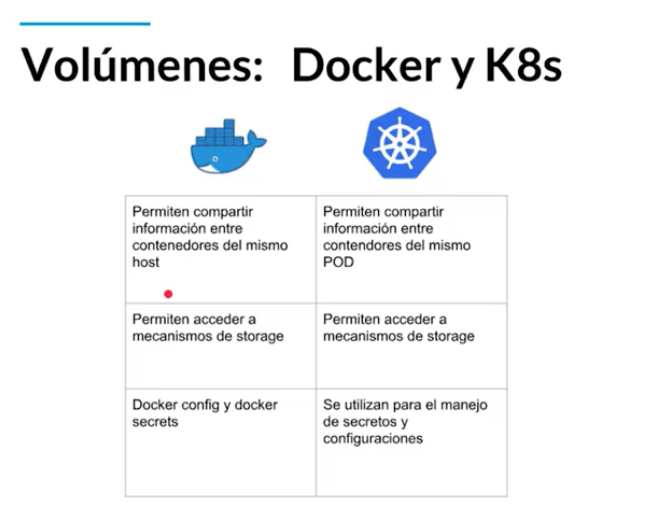 Volúmenes: Docker y K8s
Permiten compartir
información entre
contenedores del mismo
host
Permiten compartir
información entre
contendores del mismo
POD
Permiten acceder a
mecanismos de storage
Permiten acceder a
mecanismos de storage
Docker config y docker
secrets
Se utilizan para el manejo
de secretos y
configuraciones